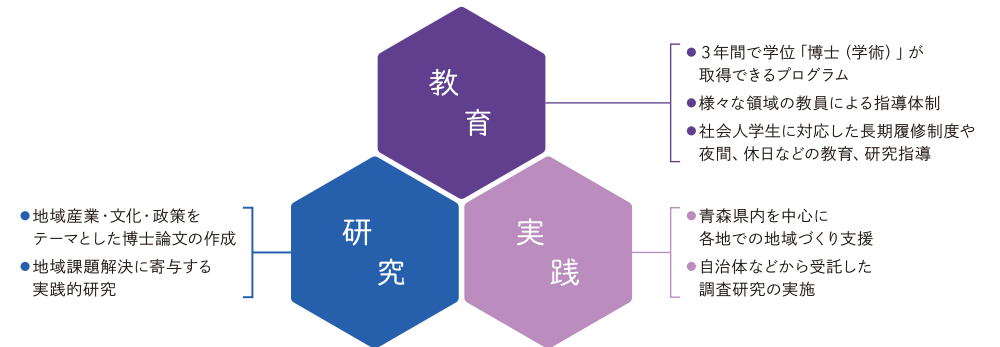 教育
● 3年間で学位「博士（学術）」が
取得できるプログラム
● 様々な領域の教員による指導体制
● 社会人学生に対応した長期履修制度や
夜間、休日などの教育、研究指導
研究
● 地域産業・文化・政策を
テーマとした博士論文の作成
● 地域課題解決に寄与する
実践的研究
実践
● 青森県内を中心に
各地での地域づくり支援
● 自治体などから受託した
調査研究の実施